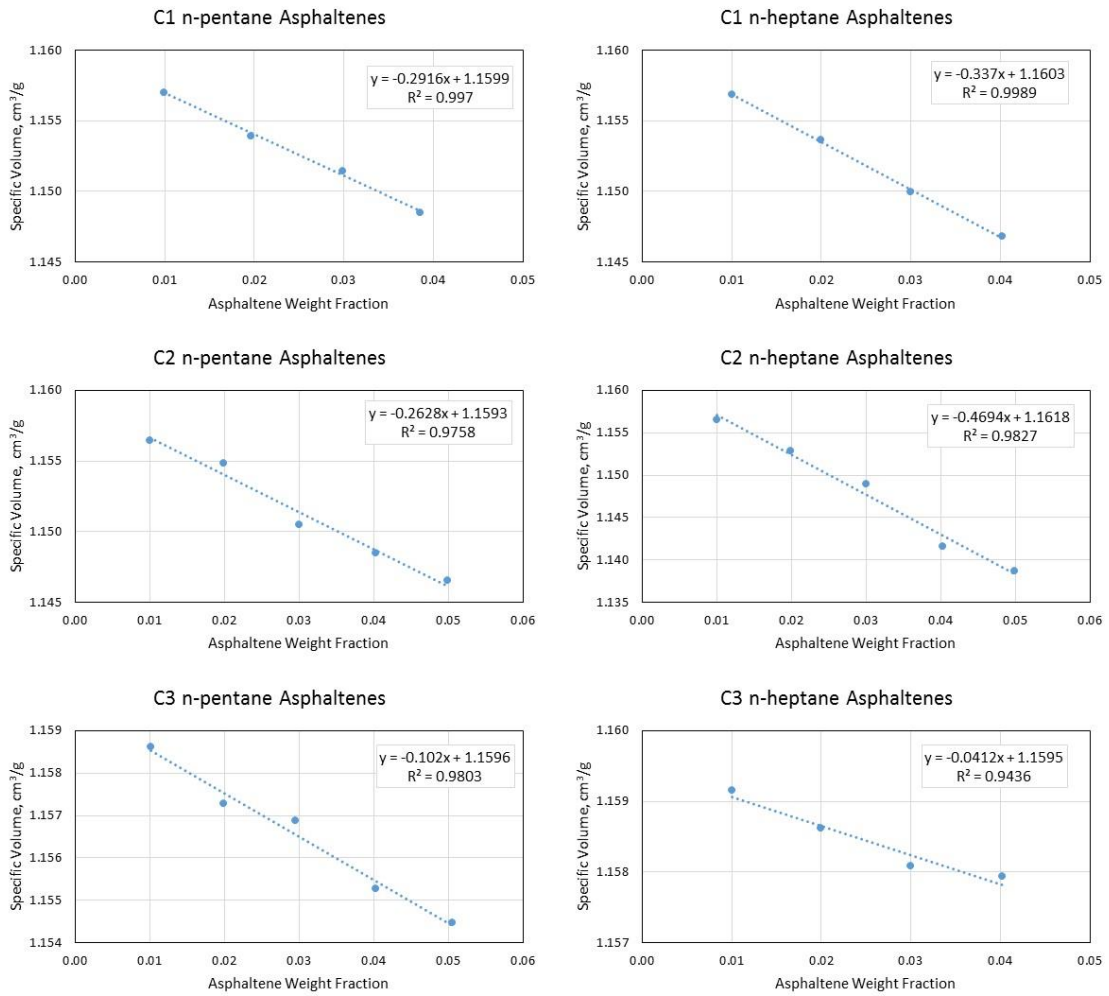 C1 n-pentane Asphaltenes
1.160
1.155
1.150
1.145
Specific Volume, cm³/g
y = -0.2916x + 1.1599
R² = 0.997
0.00 0.01 0.02 0.03 0.04 0.05
Asphaltene Weight Fraction
C1 n-heptane Asphaltenes
1.160
1.155
1.150
1.145
Specific Volume, cm³/g
y = -0.337x + 1.1603
R² = 0.9989
0.00 0.01 0.02 0.03 0.04 0.05
Asphaltene Weight Fraction
C2 n-pentane Asphaltenes
1.160
1.155
1.150
1.145
Specific Volume, cm³/g
y = -0.2628x + 1.1593
R² = 0.9758
0.00 0.01 0.02 0.03 0.04 0.05 0.06
Asphaltene Weight Fraction
C2 n-heptane Asphaltenes
1.160
1.155
1.150
1.145
1.140
1.135
Specific Volume, cm³/g
y = -0.4694x + 1.1618
R² = 0.9827
0.00 0.01 0.02 0.03 0.04 0.05 0.06
Asphaltene Weight Fraction
C3 n-pentane Asphaltenes
1.159
1.158
1.157
1.156
1.155
1.154
Specific Volume, cm³/g
y = -0.102x + 1.1596
R² = 0.9803
0.00 0.01 0.02 0.03 0.04 0.05 0.06
Asphaltene Weight Fraction
C3 n-heptane Asphaltenes
1.160
1.159
1.158
1.157
Specific Volume, cm³/g
y = -0.0412x + 1.1595
R² = 0.9436
0.00 0.01 0.02 0.03 0.04 0.05
Asphaltene Weight Fraction